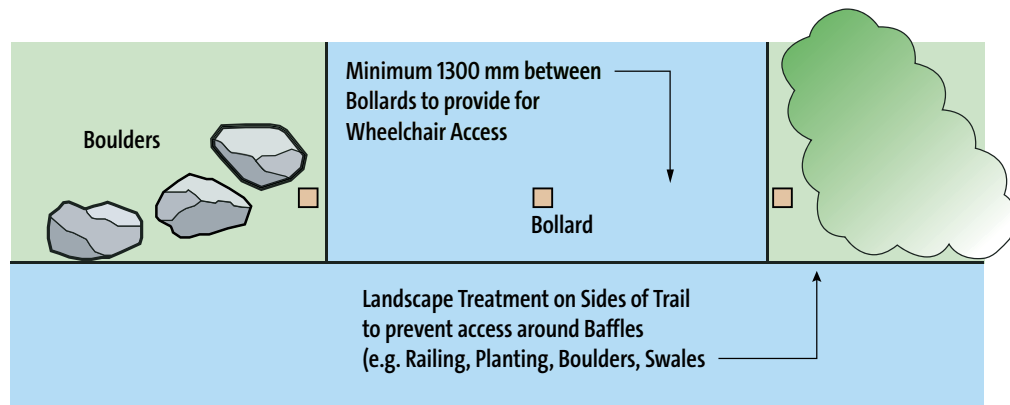 Minimum 1300 mm between
Bollards to provide for
Wheelchair Access
Boulders
Bollard
Landscape Treatment on Sides of Trail
to prevent access around Baffles
(e.g. Railing, Planting, Boulders, Swales